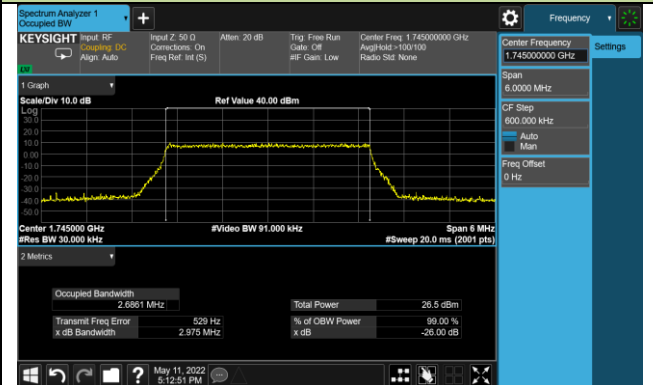 Spectrum Analyzer 1
Occupied BW
+
Frequency
KEYSIGHT Input: RF Input Z: 50 Ω Atten: 20 dB Trig: Free Run Center Freq: 1.745000000 GHz
Coupling: DC Corrections: On Gate: Off Avg|Hold:>100/100
Align: Auto Freq Ref: Int (S) #IF Gain: Low Radio Std: None
Center Frequency
1.745000000 GHz
Settings
Span
6.0000 MHz
CF Step
600.000 kHz
Auto
Man
Freq Offset
0 Hz
1 Graph
Scale/Div 10.0 dB Ref Value 40.00 dBm
Log
30.0
20.0
10.0
0.00
-10.0
-20.0
-30.0
-40.0
-50.0
Center 1.745000 GHz #Video BW 91.000 kHz Span 6 MHz
#Res BW 30.000 kHz #Sweep 20.0 ms (2001 pts)
2 Metrics
Occupied Bandwidth
2.6861 MHz Total Power 26.5 dBm
Transmit Freq Error 529 Hz % of OBW Power 99.00 %
x dB Bandwidth 2.975 MHz x dB -26.00 dB
? May 11, 2022
5:12:51 PM